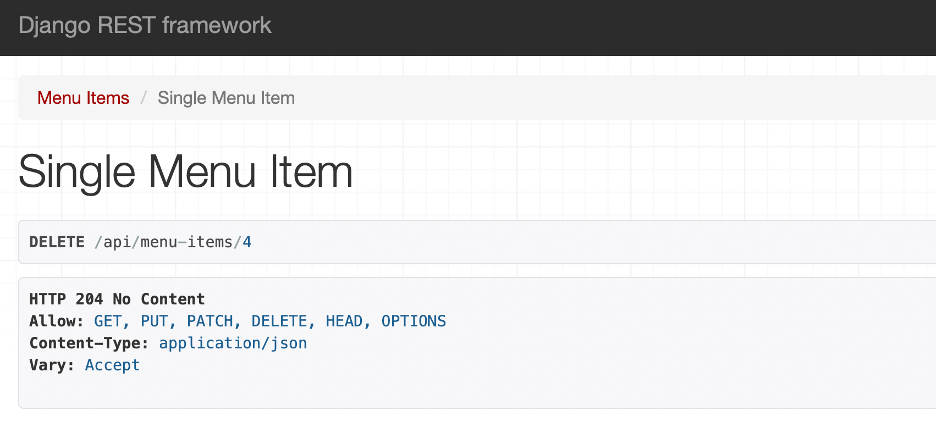 Django REST framework
Menu Items / Single Menu Item
Single Menu Item
DELETE /api/menu-items/4
HTTP 204 No Content
Allow: GET, PUT, PATCH, DELETE, HEAD, OPTIONS
Content-Type: application/json
Vary: Accept